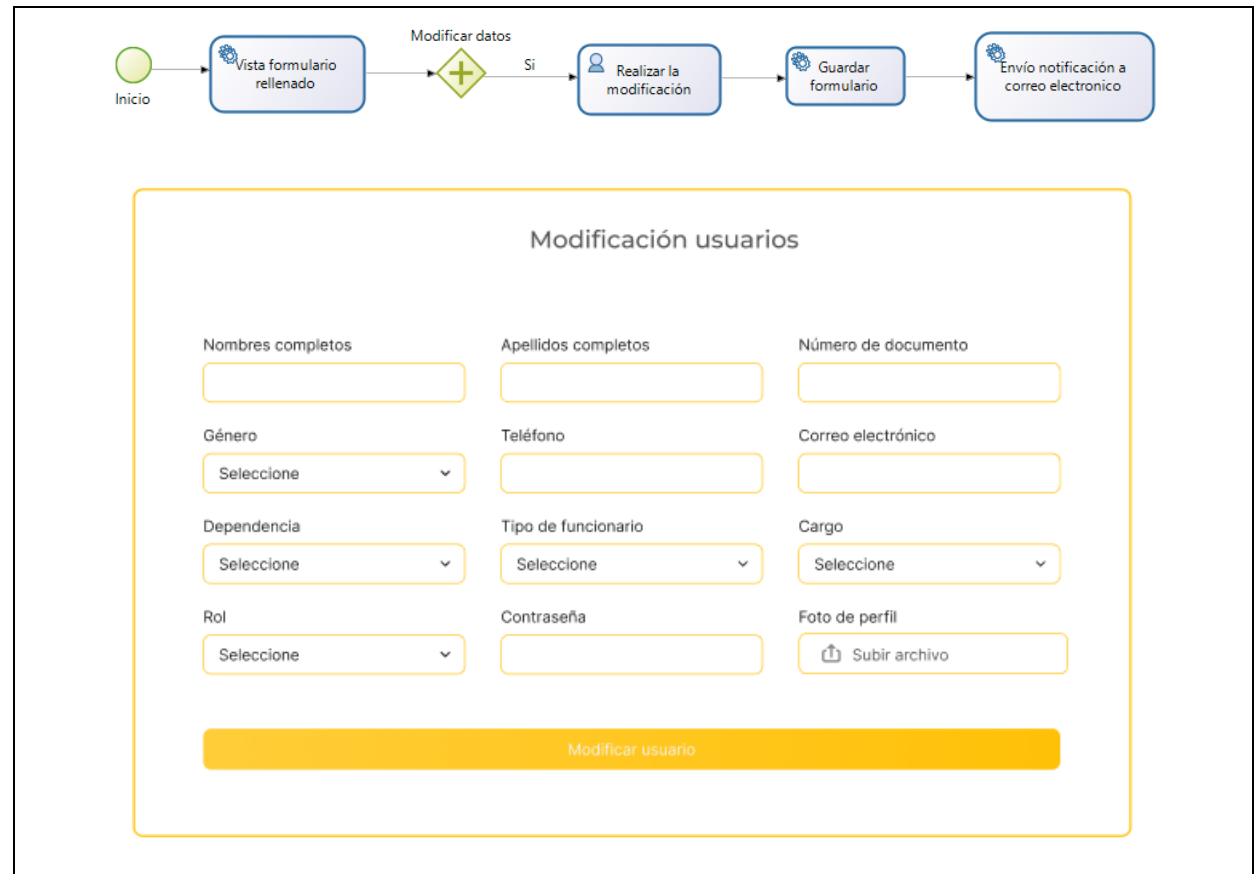 Modificar datos
Inicio
Vista formulario
rellenado
Si
Realizar la
modificación
Guardar
formulario
Envío notificación a
correo electronico
Modificación usuarios
Nombres completos
Apellidos completos
Número de documento
Género
Teléfono
Correo electrónico
Seleccione
Dependencia
Tipo de funcionario
Cargo
Seleccione
Seleccione
Seleccione
Rol
Contraseña
Foto de perfil
Seleccione
Subir archivo
Modificar usuario